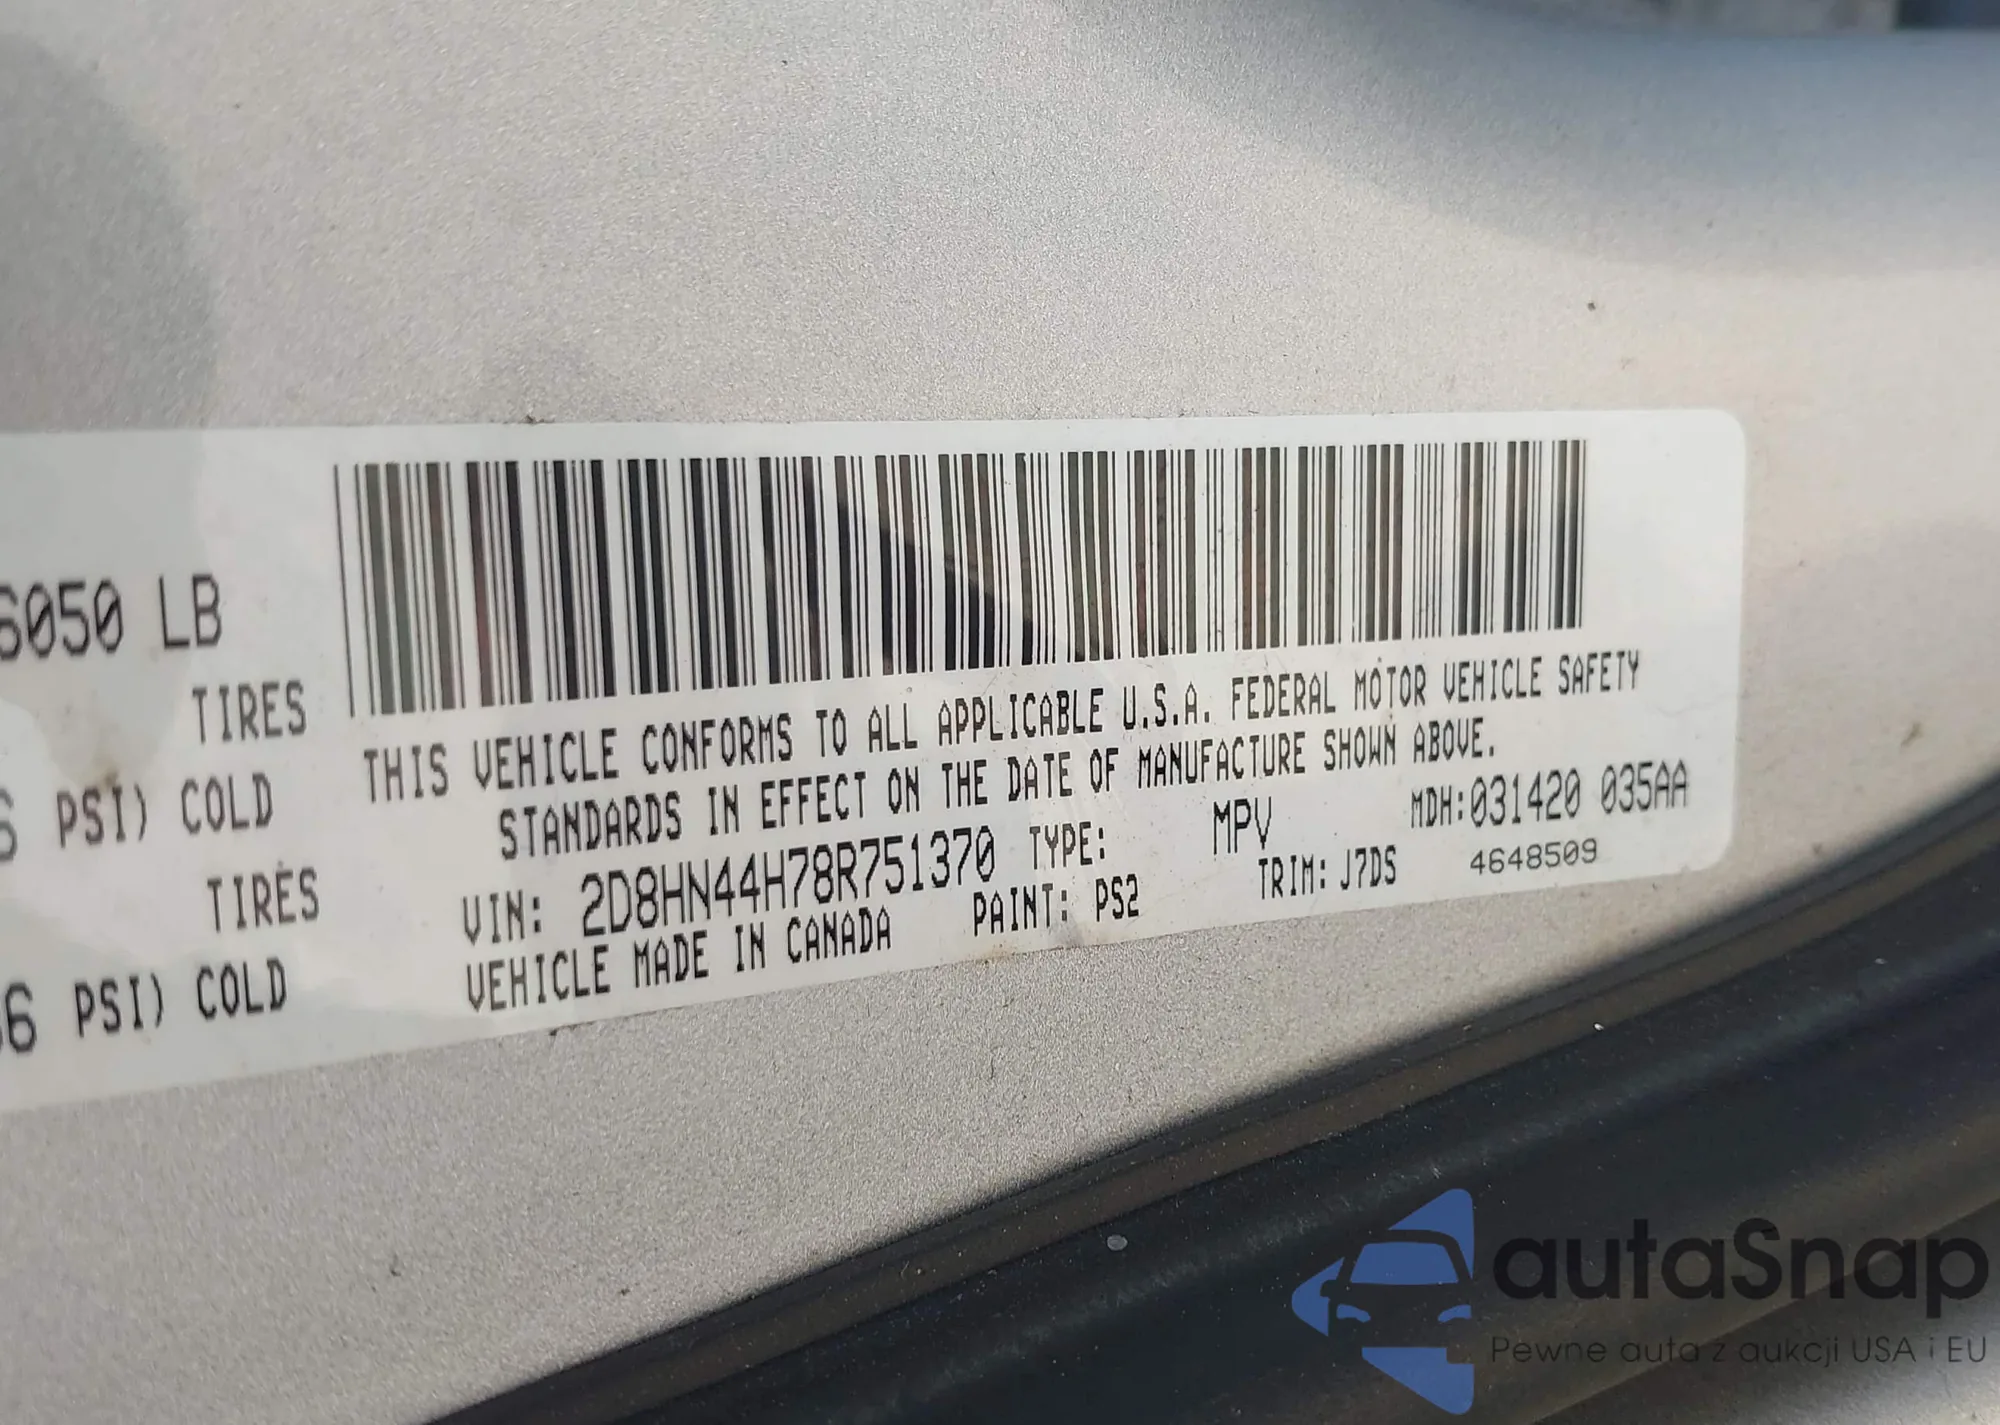 6050 LB
TIRES
THIS VEHICLE CONFORMS TO ALL APPLICABLE U.S.A. FEDERAL MOTOR VEHICLE SAFETY
STANDARDS IN EFFECT ON THE DATE OF MANUFACTURE SHOWN ABOVE.
PSI) COLD
VIN: 2D8HN44H78R751370 TYPE: MPV MDH:031420 035AA
TIRES
VEHICLE MADE IN CANADA PAINT: PS2 TRIM: J7DS 4648509
6 PSI) COLD
autaSnap
Pewne auta z aukcji USA i EU